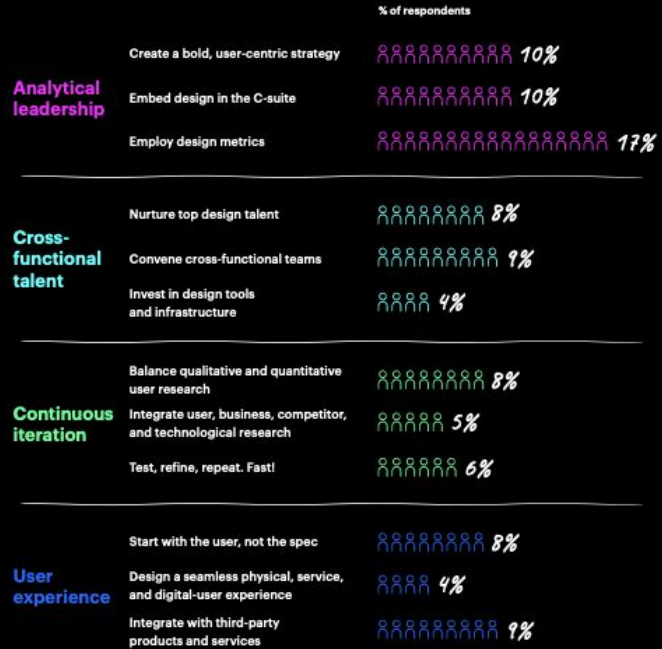 % of respondents
Analytical
leadership
Create a bold, user-centric strategy
10%
Embed design in the C-suite
10%
Employ design metrics
17%
Cross-
functional
talent
Nurture top design talent
8%
Convene cross-functional teams
9%
Invest in design tools
and infrastructure
4%
Continuous
iteration
Balance qualitative and quantitative
user research
8%
Integrate user, business, competitor,
and technological research
5%
Test, refine, repeat. Fast!
6%
User
experience
Start with the user, not the spec
8%
Design a seamless physical, service,
and digital-user experience
4%
Integrate with third-party
products and services
9%